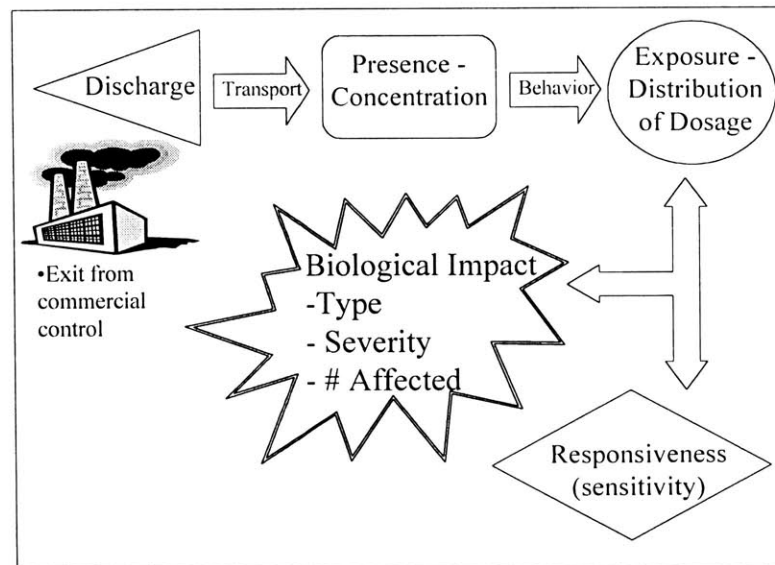 Discharge
Transport
Presence -
Concentration
Behavior
Exposure -
Distribution
of Dosage
•Exit from
commercial
control
Biological Impact
-Type
- Severity
- # Affected
Responsiveness
(sensitivity)